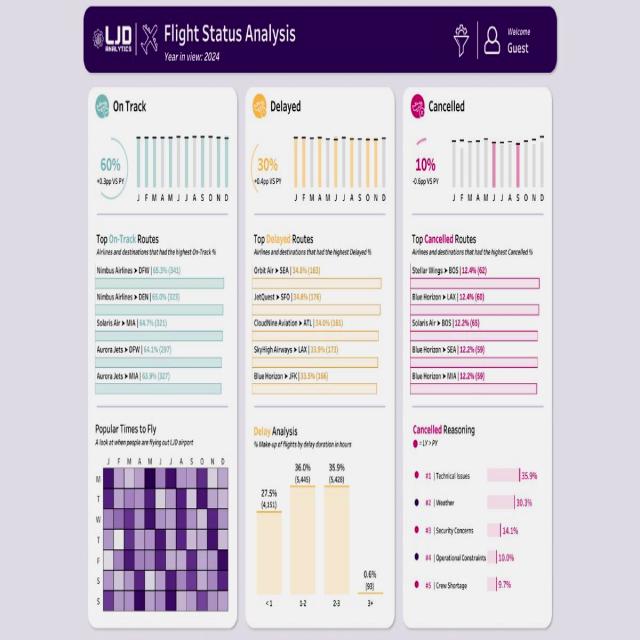 LJD
ANALYTICS
Flight Status Analysis
Year in view: 2024
Welcome
Guest
On Track
60%
+0.3pp VS PY
J F M A M J J A S O N D
Top On-Track Routes
Airlines and destinations that had the highest On-Track %
Nimbus Airlines ➤ DFW | 65.3% (341)
Nimbus Airlines ➤ DEN | 65.0% (323)
Solaris Air ➤ MIA | 64.7% (321)
Aurora Jets ➤ DFW | 64.1% (297)
Aurora Jets ➤ MIA | 63.9% (327)
Popular Times to Fly
A look at when people are flying out LJD airport
J F M A M J J A S O N D
M
T
W
T
F
S
S
Delayed
30%
+0.4pp VS PY
J F M A M J J A S O N D
Top Delayed Routes
Airlines and destinations that had the highest Delayed %
Orbit Air ➤ SEA | 34.8% (163)
JetQuest ➤ SFO | 34.8% (176)
CloudNine Aviation ➤ ATL | 34.0% (161)
SkyHigh Airways ➤ LAX | 33.9% (173)
Blue Horizon ➤ JFK | 33.5% (166)
Delay Analysis
% Make-up of flights by delay duration in hours
27.5%
(4,151)
36.0%
(5,445)
35.9%
(5,428)
0.6%
(93)
<1 1-2 2-3 3+
Cancelled
10%
-0.6pp VS PY
J F M A M J J A S O N D
Top Cancelled Routes
Airlines and destinations that had the highest Cancelled %
Stellar Wings ➤ BOS | 12.4% (62)
Blue Horizon ➤ LAX | 12.4% (60)
Solaris Air ➤ BOS | 12.2% (65)
Blue Horizon ➤ SEA | 12.2% (59)
Blue Horizon ➤ MIA | 12.2% (59)
Cancelled Reasoning
= LY > PY
#1 | Technical Issues 35.9%
#2 | Weather 30.3%
#3 | Security Concerns 14.1%
#4 | Operational Constraints 10.0%
#5 | Crew Shortage 9.7%